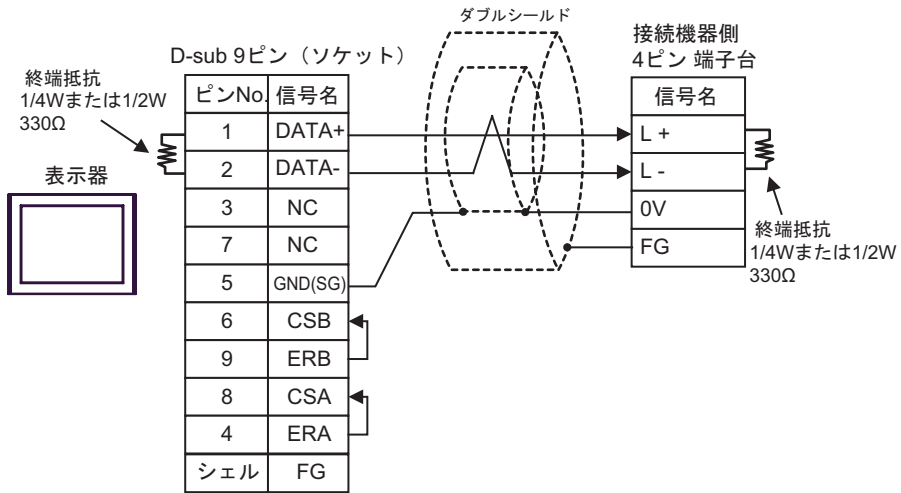 ダブルシールド
D-sub 9ピン（ソケット）
接続機器側
4ピン 端子台
終端抵抗
1/4Wまたは1/2W
330Ω
表示器
ピンNo. 信号名
1 DATA+
2 DATA-
3 NC
7 NC
5 GND(SG)
6 CSB
9 ERB
8 CSA
4 ERA
シェル FG
信号名
L +
L -
0V
FG
終端抵抗
1/4Wまたは1/2W
330Ω